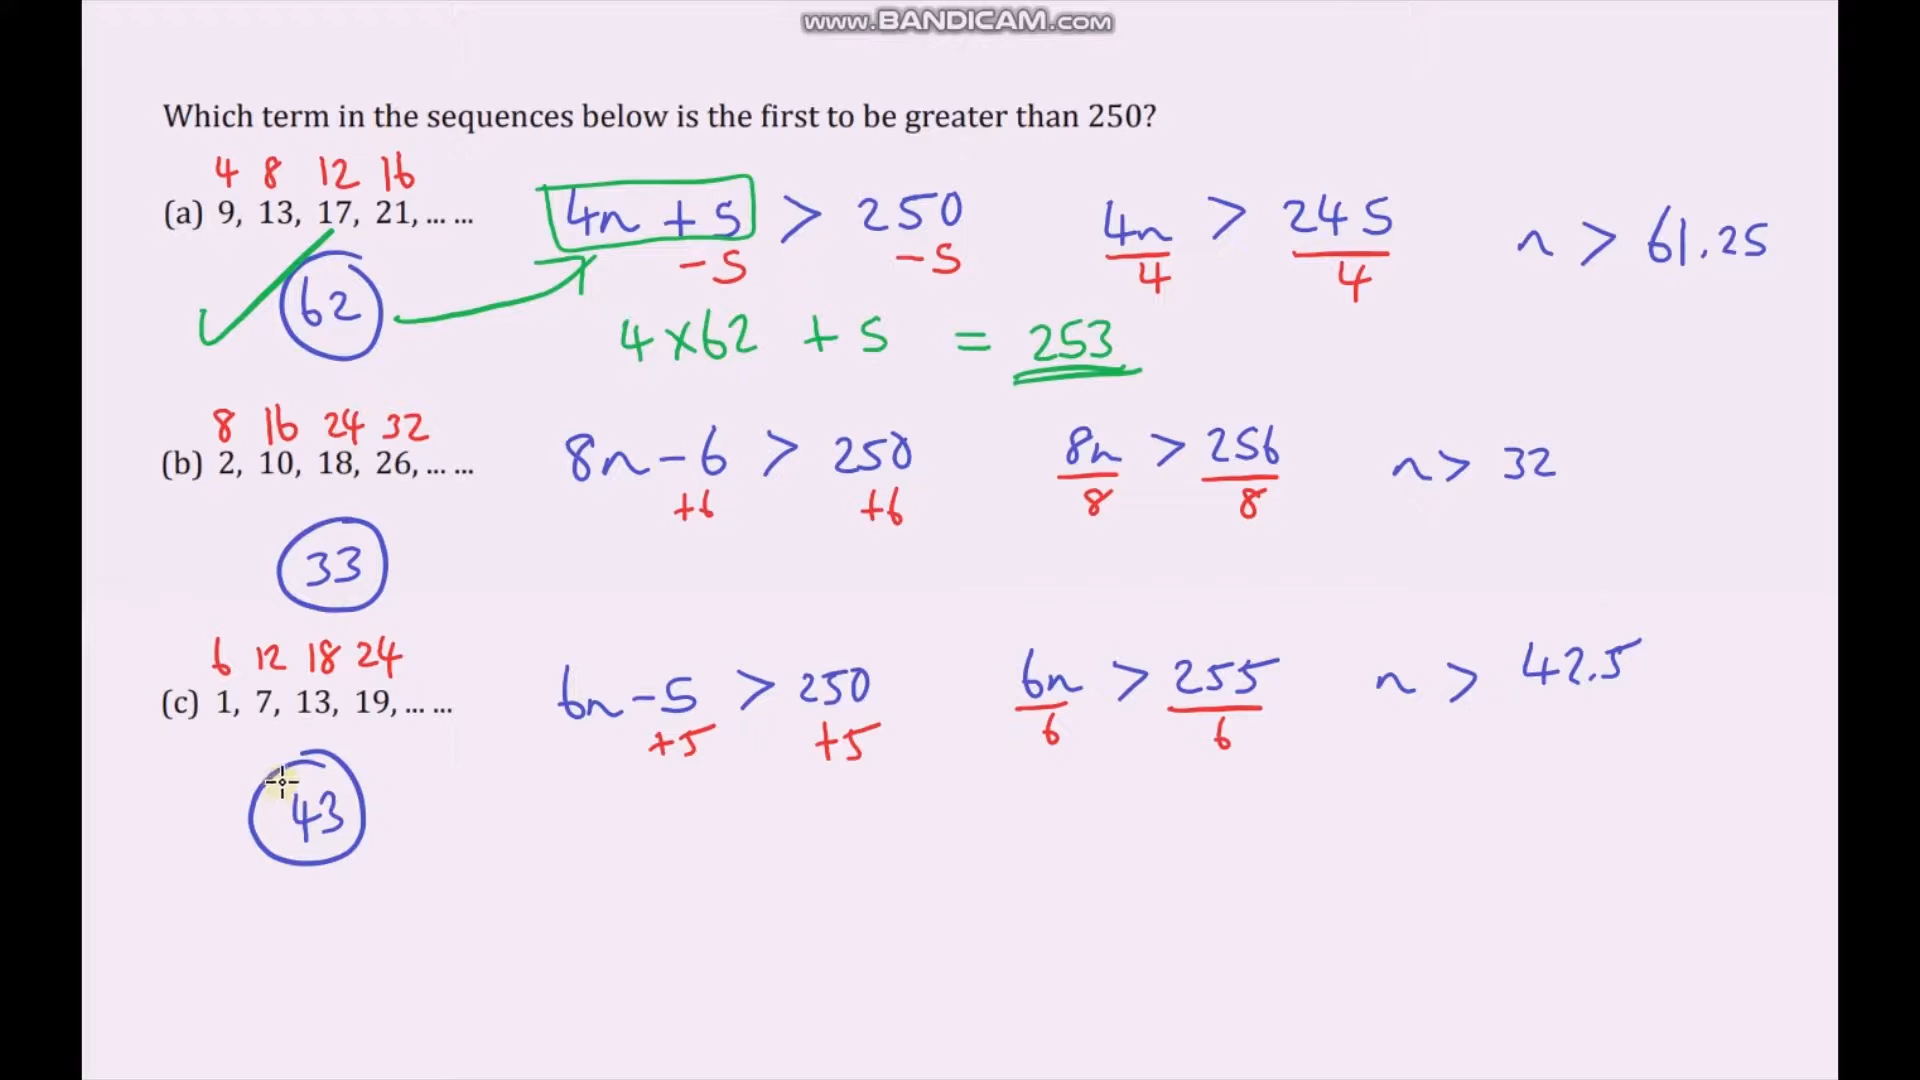 www.BANDICAM.com
Which term in the sequences below is the first to be greater than 250?
4 8 12 16
(a) 9, 13, 17, 21, ... ...
4n + 5 > 250
-5 -5
4n > 245
4 4
n > 61.25
62
4×62 + 5 = 253
8 16 24 32
(b) 2, 10, 18, 26, ... ...
8n - 6 > 250
+6 +6
8n > 256
8 8
n > 32
33
6 12 18 24
(c) 1, 7, 13, 19, ... ...
6n - 5 > 250
+5 +5
6n > 255
6 6
n > 42.5
43